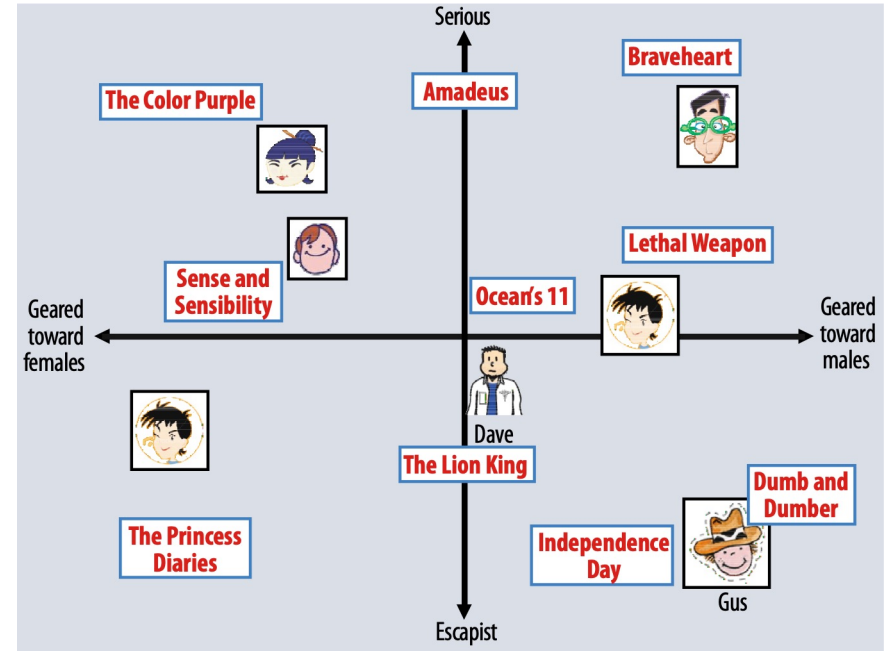 Serious
Braveheart
Amadeus
The Color Purple
Lethal Weapon
Sense and
Sensibility
Ocean's 11
Geared
toward
females
Geared
toward
males
Dave
The Lion King
Dumb and
Dumber
The Princess
Diaries
Independence
Day
Gus
Escapist